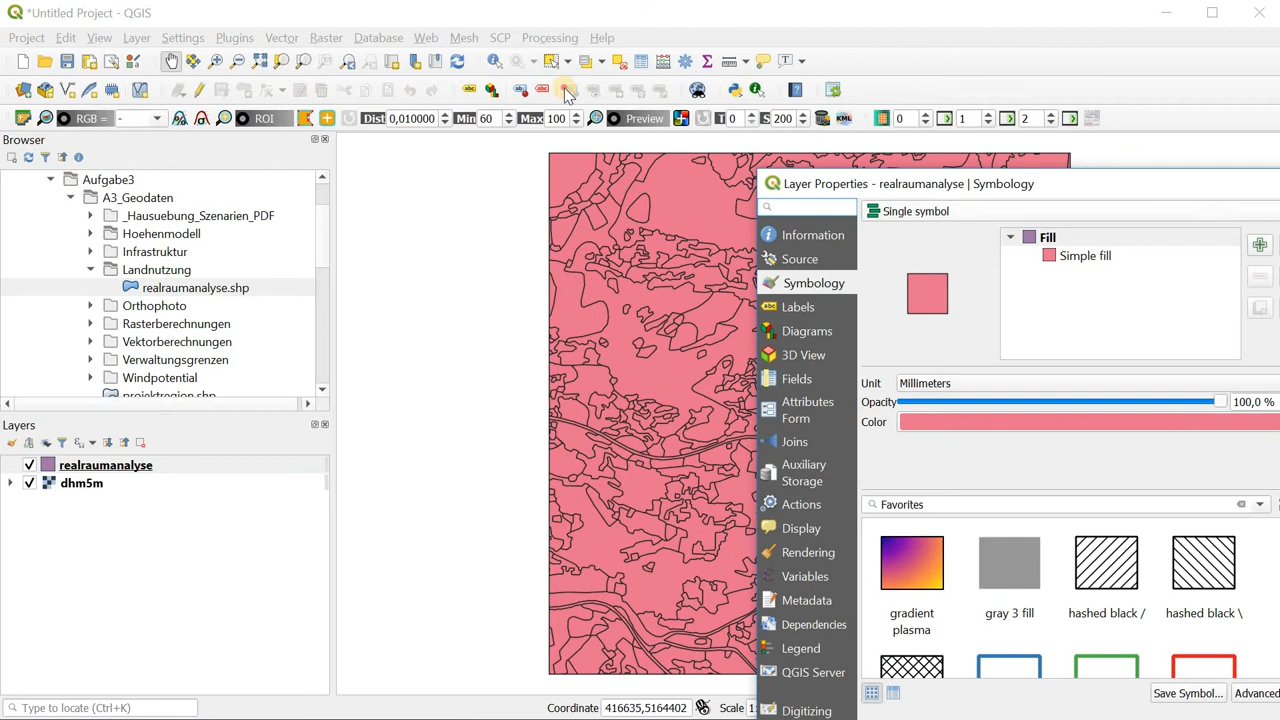 *Untitled Project - QGIS
Project Edit View Layer Settings Plugins Vector Raster Database Web Mesh SCP Processing Help
RGB = - ROI Dist 0,010000 Min 60 Max 100 Preview T 0 S 200 KML 0 1 2
Browser
Aufgabe3
A3_Geodaten
_Hausuebung_Szenarien_PDF
Hoehenmodell
Infrastruktur
Landnutzung
realraumanalyse.shp
Orthophoto
Rasterberechnungen
Vektorberechnungen
Verwaltungsgrenzen
Windpotential
projektregion.shp
Layers
realraumanalyse
dhm5m
Type to locate (Ctrl+K)
Coordinate 416635,5164402 Scale
Layer Properties - realraumanalyse | Symbology
Information
Source
Symbology
Labels
Diagrams
3D View
Fields
Attributes
Form
Joins
Auxiliary
Storage
Actions
Display
Rendering
Variables
Metadata
Dependencies
Legend
QGIS Server
Digitizing
Single symbol
Fill
Simple fill
Unit Millimeters
Opacity 100,0 %
Color
Favorites
gradient
plasma
gray 3 fill
hashed black /
hashed black \
Save Symbol... Advanced